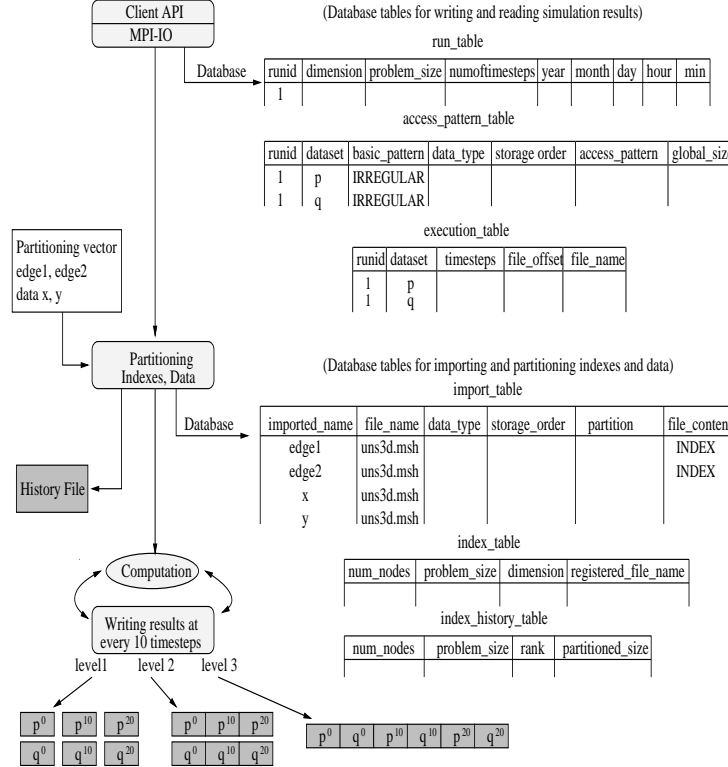 Client API
MPI-IO
(Database tables for writing and reading simulation results)
run_table
Database
runid dimension problem_size numoftimesteps year month day hour min
1
access_pattern_table
runid dataset basic_pattern data_type storage order access_pattern global_size
1 p IRREGULAR
1 q IRREGULAR
execution_table
runid dataset timesteps file_offset file_name
1 p
1 q
Partitioning vector
edge1, edge2
data x, y
Partitioning
Indexes, Data
(Database tables for importing and partitioning indexes and data)
import_table
Database
imported_name file_name data_type storage_order partition file_conten
edge1 uns3d.msh INDEX
edge2 uns3d.msh INDEX
x uns3d.msh
y uns3d.msh
History File
index_table
num_nodes problem_size dimension registered_file_name
Computation
index_history_table
num_nodes problem_size rank partitioned_size
Writing results at
every 10 timesteps
level1 level 2 level 3
p⁰ p¹⁰ p²⁰ p⁰ p¹⁰ p²⁰
p⁰ q⁰ p¹⁰ q¹⁰ p²⁰ q²⁰
q⁰ q¹⁰ q²⁰ q⁰ q¹⁰ q²⁰